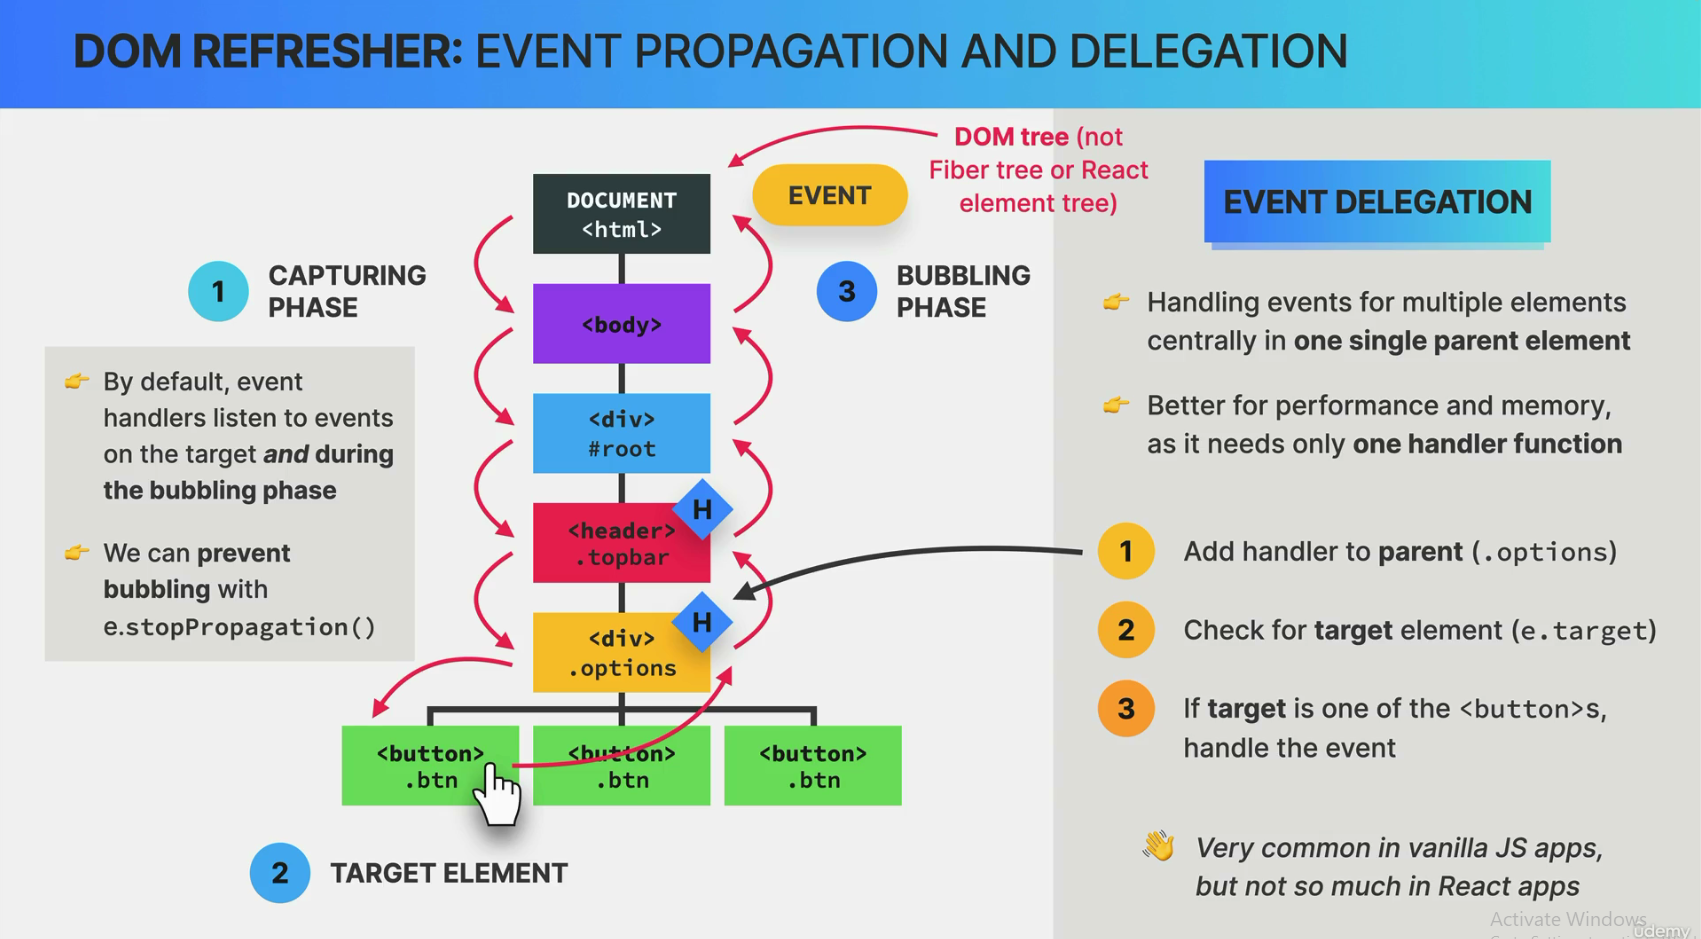 DOM REFRESHER: EVENT PROPAGATION AND DELEGATION
DOM tree (not
Fiber tree or React
element tree)
EVENT
DOCUMENT
<html>
1
CAPTURING
PHASE
3
BUBBLING
PHASE
<body>
By default, event
handlers listen to events
on the target and during
the bubbling phase
We can prevent
bubbling with
e.stopPropagation()
<div>
#root
H
<header>
.topbar
H
<div>
.options
<button>
.btn
<button>
.btn
<button>
.btn
2
TARGET ELEMENT
EVENT DELEGATION
Handling events for multiple elements
centrally in one single parent element
Better for performance and memory,
as it needs only one handler function
1
Add handler to parent (.options)
2
Check for target element (e.target)
3
If target is one of the <button>s,
handle the event
Very common in vanilla JS apps,
but not so much in React apps
Activate Windows
udemy